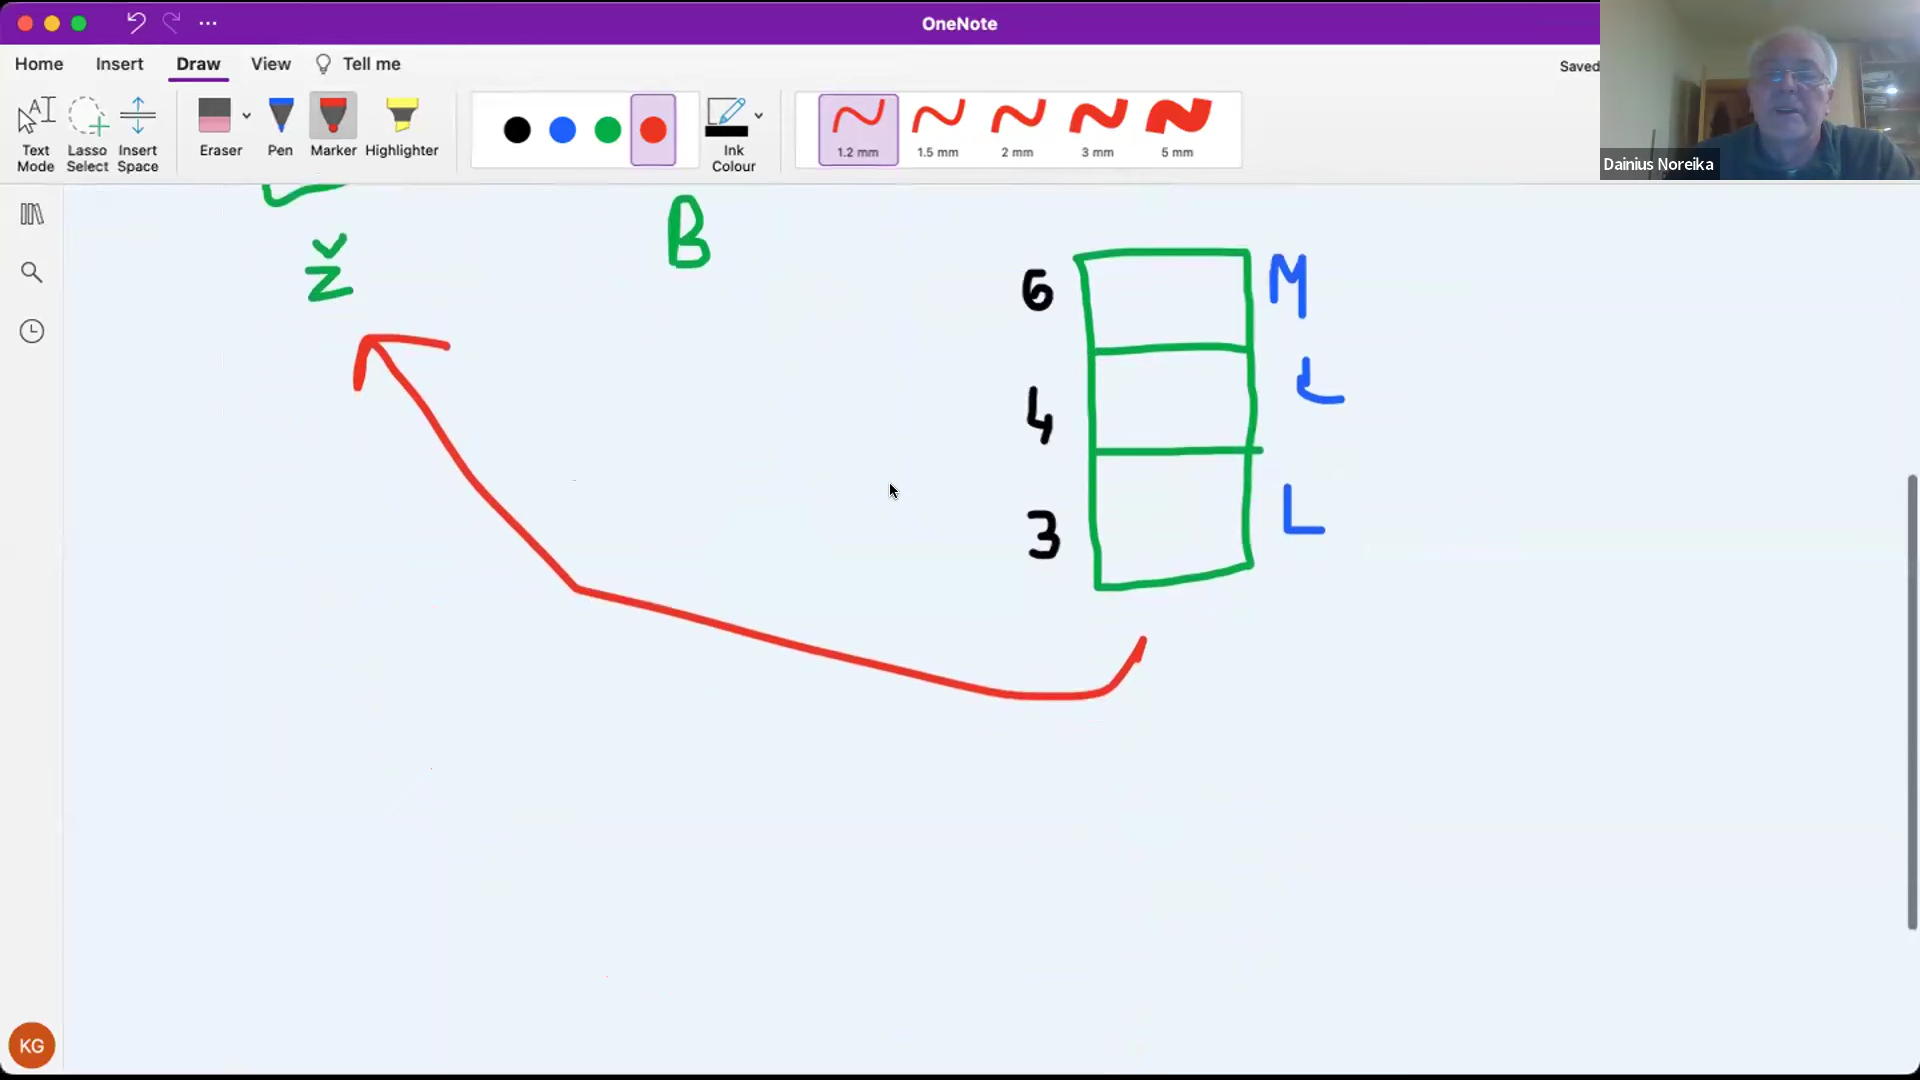 OneNote
Home Insert Draw View Tell me
Saved
Text Mode
Lasso Select
Insert Space
Eraser
Pen
Marker
Highlighter
Ink Colour
1.2 mm
1.5 mm
2 mm
3 mm
5 mm
Dainius Noreika
ž
B
6 M
4 L
3 L
KG